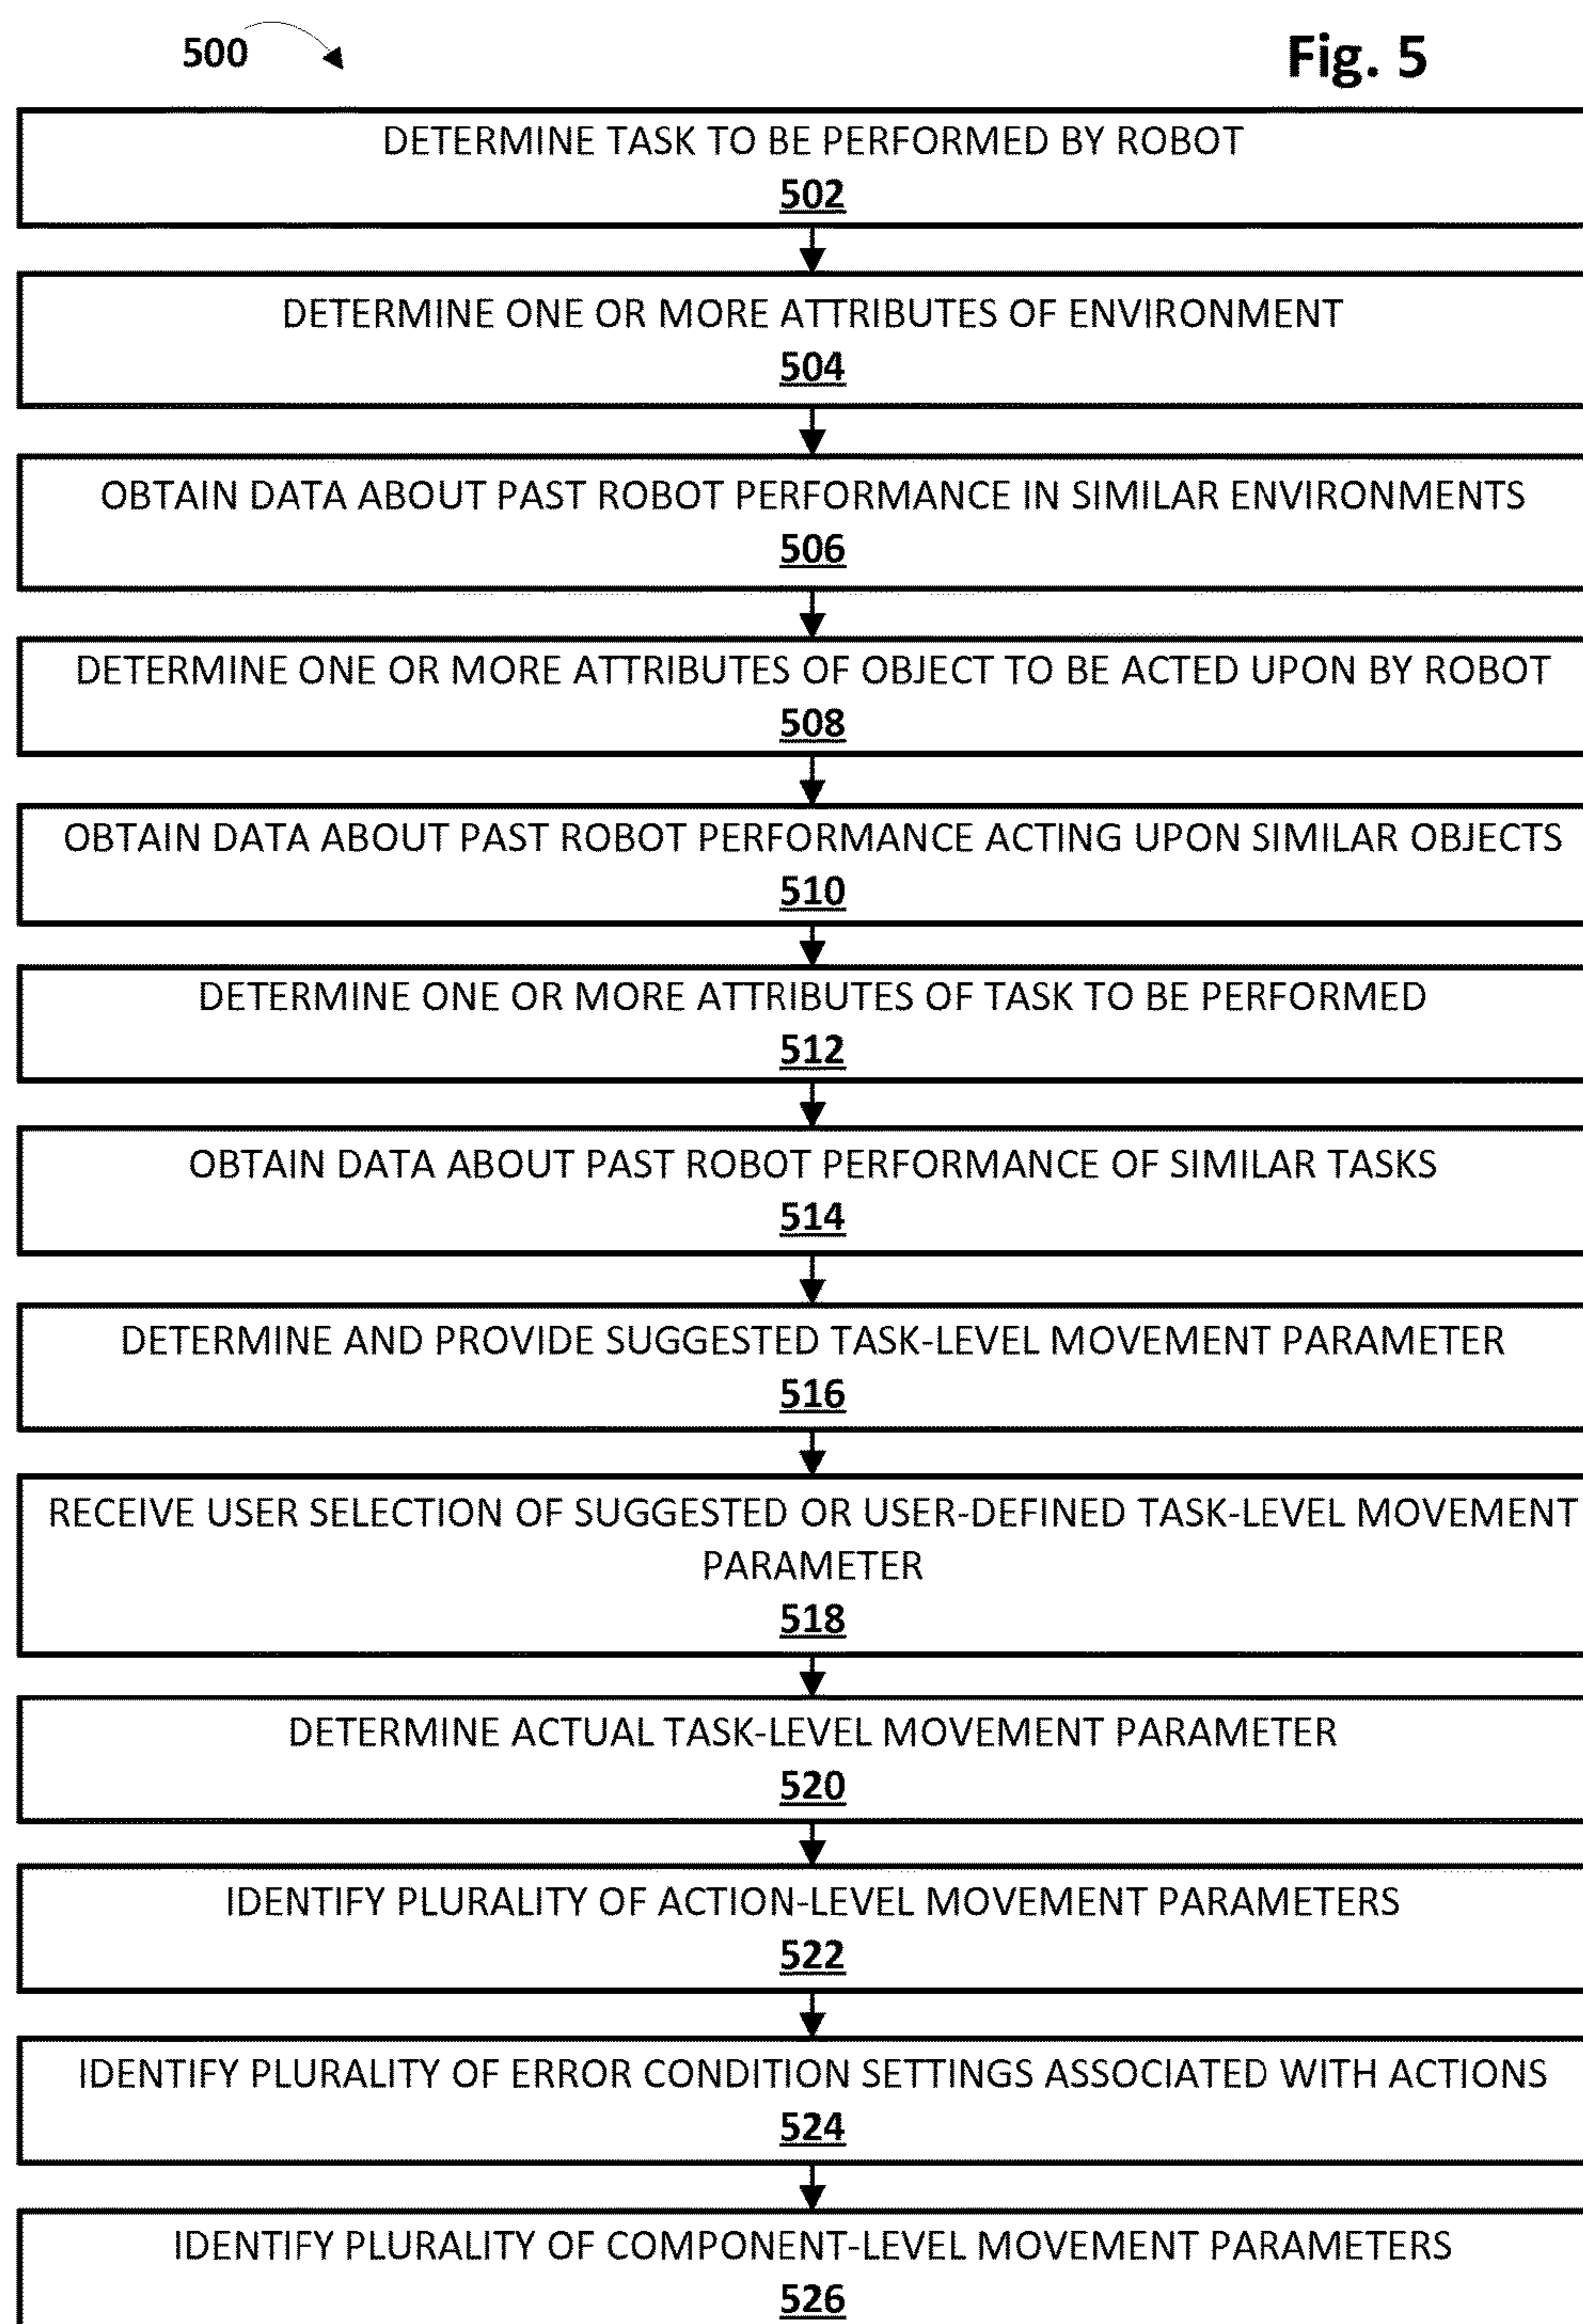 500
Fig. 5
DETERMINE TASK TO BE PERFORMED BY ROBOT
502
DETERMINE ONE OR MORE ATTRIBUTES OF ENVIRONMENT
504
OBTAIN DATA ABOUT PAST ROBOT PERFORMANCE IN SIMILAR ENVIRONMENTS
506
DETERMINE ONE OR MORE ATTRIBUTES OF OBJECT TO BE ACTED UPON BY ROBOT
508
OBTAIN DATA ABOUT PAST ROBOT PERFORMANCE ACTING UPON SIMILAR OBJECTS
510
DETERMINE ONE OR MORE ATTRIBUTES OF TASK TO BE PERFORMED
512
OBTAIN DATA ABOUT PAST ROBOT PERFORMANCE OF SIMILAR TASKS
514
DETERMINE AND PROVIDE SUGGESTED TASK-LEVEL MOVEMENT PARAMETER
516
RECEIVE USER SELECTION OF SUGGESTED OR USER-DEFINED TASK-LEVEL MOVEMENT
PARAMETER
518
DETERMINE ACTUAL TASK-LEVEL MOVEMENT PARAMETER
520
IDENTIFY PLURALITY OF ACTION-LEVEL MOVEMENT PARAMETERS
522
IDENTIFY PLURALITY OF ERROR CONDITION SETTINGS ASSOCIATED WITH ACTIONS
524
IDENTIFY PLURALITY OF COMPONENT-LEVEL MOVEMENT PARAMETERS
526